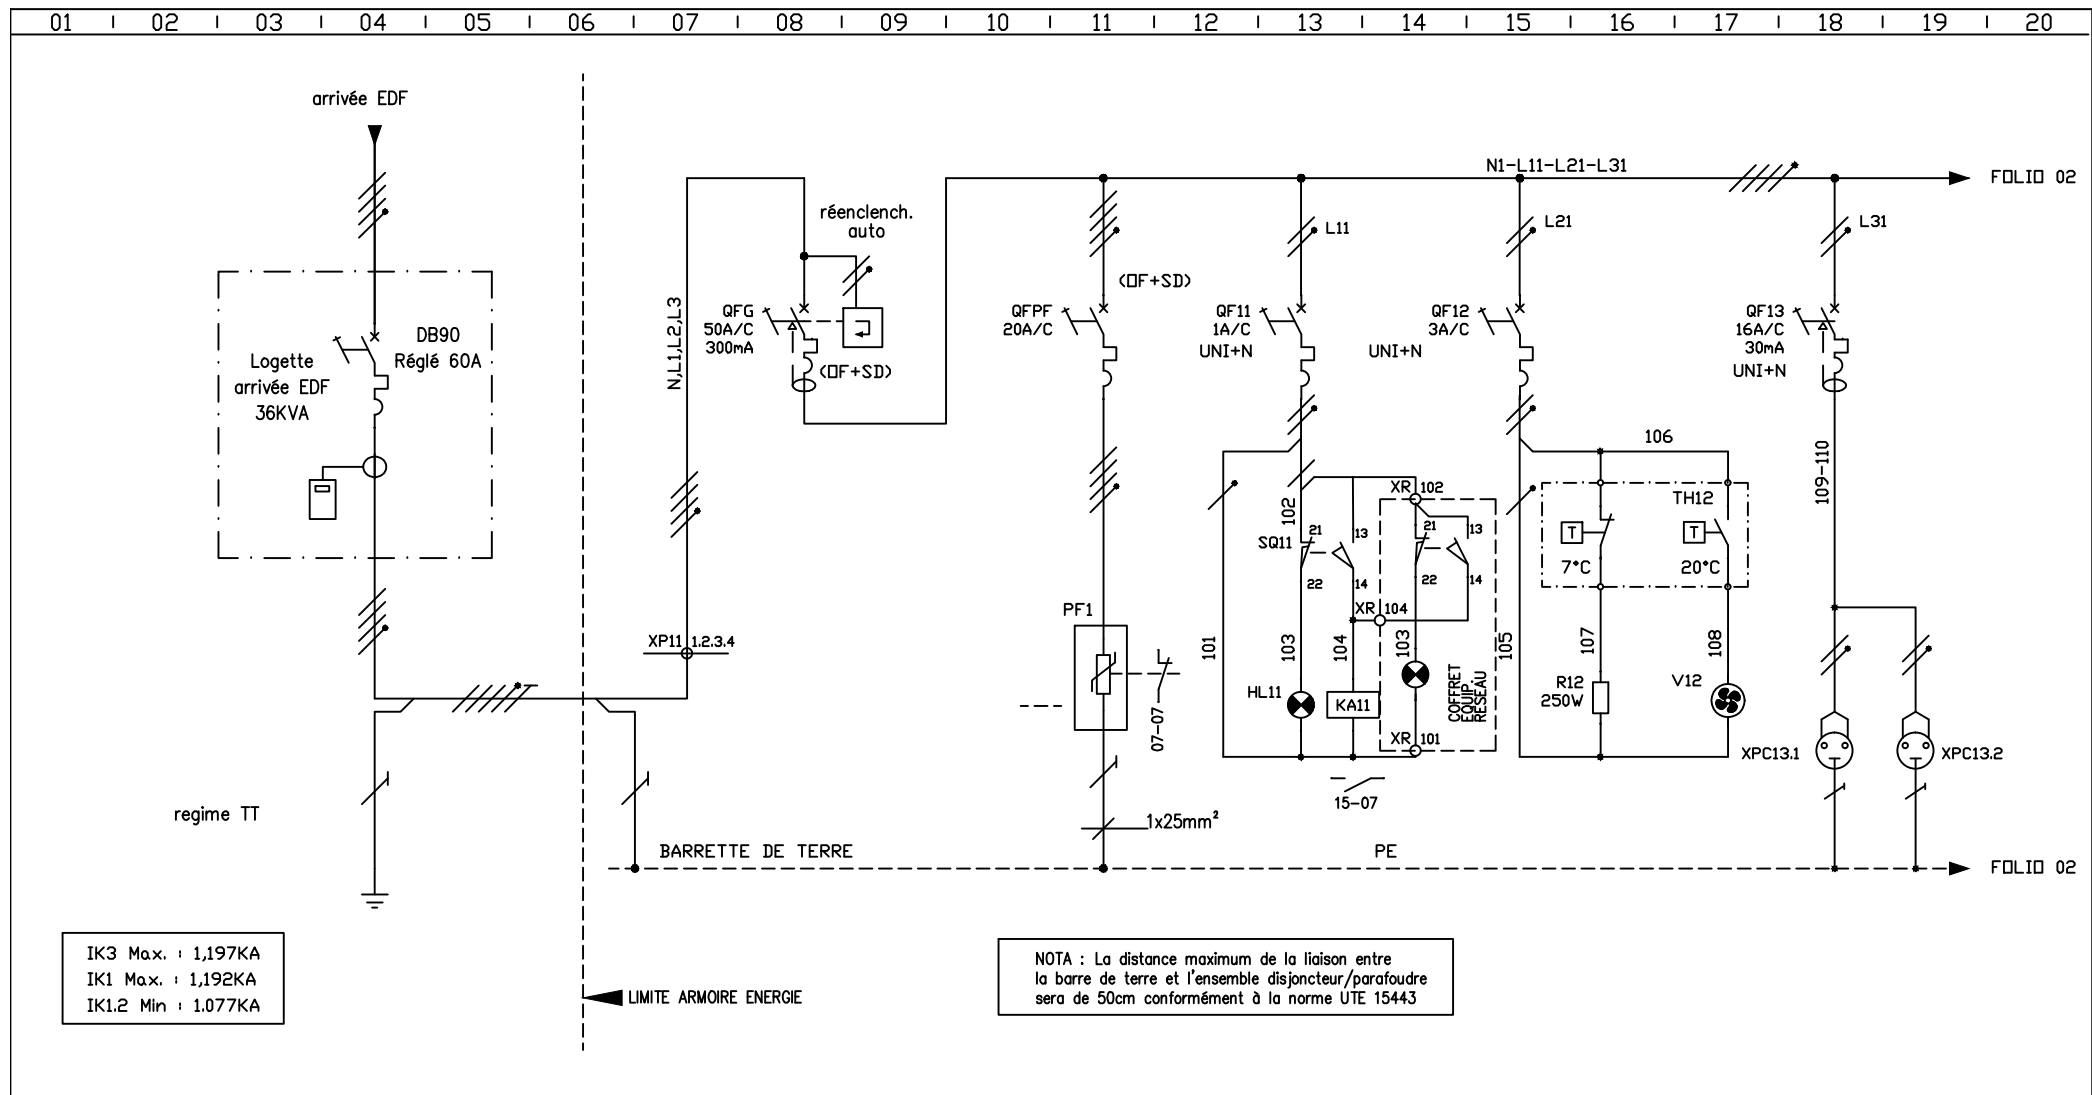 01 02 03 04 05 06 07 08 09 10 11 12 13 14 15 16 17 18 19 20
arrivée EDF
N1-L11-L21-L31
FOLIO 02
réenclench.
auto
L11
L21
L31
(OF+SD)
DB90
Réglé 60A
Logette
arrivée EDF
36KVA
N,L1,L2,L3
QFG
50A/C
300mA
(OF+SD)
QFPF
20A/C
QF11
1A/C
UNI+N
QF12
3A/C
UNI+N
QF13
16A/C
30mA
UNI+N
106
109-110
XR 102
102
TH12
SQ11
21
22
13
14
21
22
13
14
T
7°C
T
20°C
PF1
XR 104
XP11 1.2.3.4
101
103
104
103
105
107
108
HL11
KA11
COFFRET
EQUIP.
RESEAU
R12
250W
V12
07-07
XR 101
XPC13.1
XPC13.2
15-07
regime TT
1x25mm²
BARRETTE DE TERRE
PE
FOLIO 02
IK3 Max. : 1,197KA
IK1 Max. : 1,192KA
IK1.2 Min : 1.077KA
LIMITE ARMOIRE ENERGIE
NOTA : La distance maximum de la liaison entre
la barre de terre et l'ensemble disjoncteur/parafoudre
sera de 50cm conformément à la norme UTE 15443